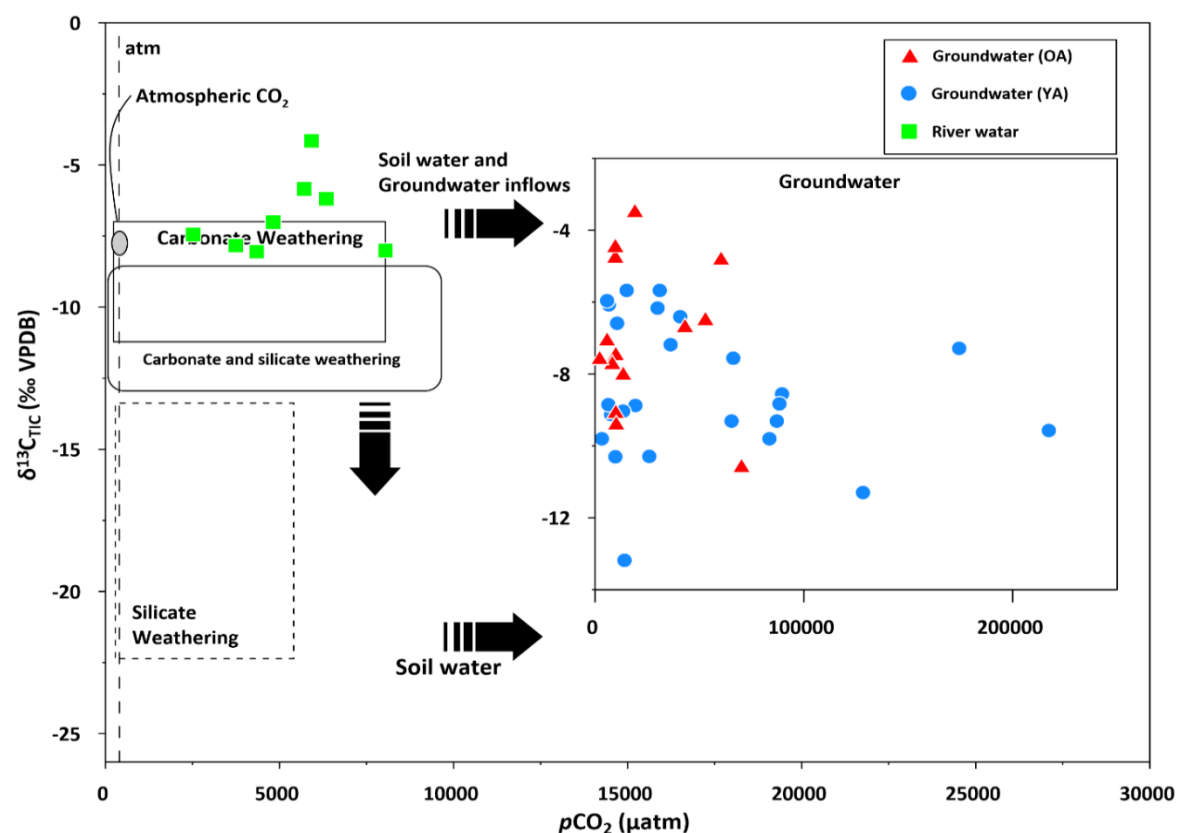 0
-5
-10
-15
-20
-25
δ13CTIC (‰ VPDB)
atm
Atmospheric CO2
Soil water and
Groundwater inflows
Groundwater (OA)
Groundwater (YA)
River watar
Groundwater
Carbonate Weathering
Carbonate and silicate weathering
Silicate
Weathering
Soil water
-4
-8
-12
0
100000
200000
0
5000
10000
15000
20000
25000
30000
pCO2 (µatm)